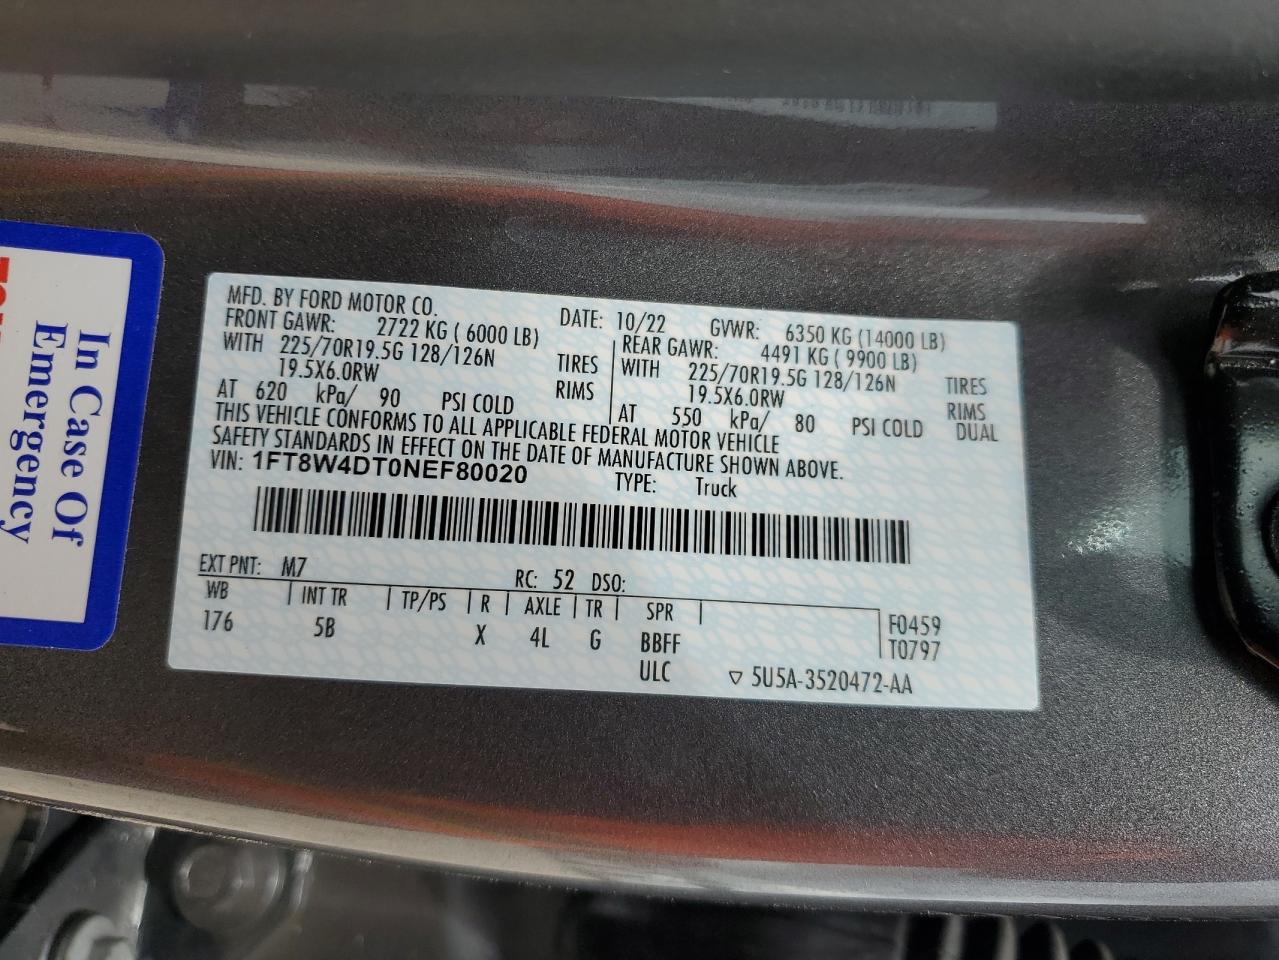 MFD. BY FORD MOTOR CO.
DATE: 10/22 GVWR: 6350 KG (14000 LB)
FRONT GAWR: 2722 KG ( 6000 LB)
WITH 225/70R19.5G 128/126N TIRES
19.5X6.0RW RIMS
AT 620 kPa/ 90 PSI COLD
REAR GAWR: 4491 KG ( 9900 LB)
WITH 225/70R19.5G 128/126N TIRES
19.5X6.0RW RIMS
AT 550 kPa/ 80 PSI COLD DUAL
THIS VEHICLE CONFORMS TO ALL APPLICABLE FEDERAL MOTOR VEHICLE
SAFETY STANDARDS IN EFFECT ON THE DATE OF MANUFACTURE SHOWN ABOVE.
VIN: 1FT8W4DT0NEF80020 TYPE: Truck
EXT PNT: M7 RC: 52 DSO:
WB INT TR TP/PS R AXLE TR SPR
176 5B X 4L G BBFF F0459
ULC T0797
▽ 5U5A-3520472-AA
In Case Of
Emergency